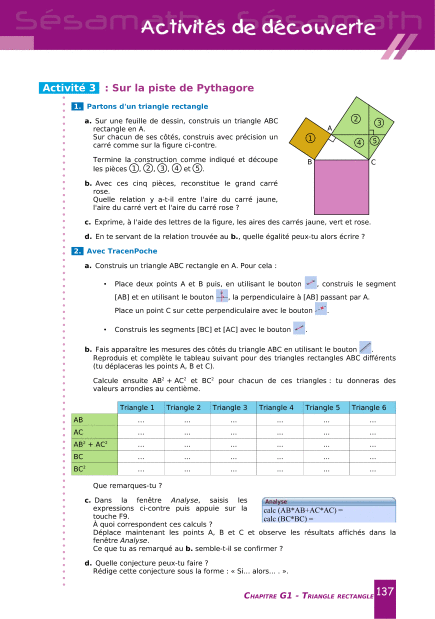 Sésamath Sésamath Sésamath
Activités de découverte
Activité 3 : Sur la piste de Pythagore
1. Partons d'un triangle rectangle
a. Sur une feuille de dessin, construis un triangle ABC
rectangle en A.
Sur chacun de ses côtés, construis avec précision un
carré comme sur la figure ci-contre.
Termine la construction comme indiqué et découpe
les pièces ①, ②, ③, ④ et ⑤.
① ② ③ ④ ⑤
A
B
C
b. Avec ces cinq pièces, reconstitue le grand carré
rose.
Quelle relation y a-t-il entre l'aire du carré jaune,
l'aire du carré vert et l'aire du carré rose ?
c. Exprime, à l'aide des lettres de la figure, les aires des carrés jaune, vert et rose.
d. En te servant de la relation trouvée au b., quelle égalité peux-tu alors écrire ?
2. Avec TracenPoche
a. Construis un triangle ABC rectangle en A. Pour cela :
• Place deux points A et B puis, en utilisant le bouton , construis le segment
[AB] et en utilisant le bouton , la perpendiculaire à [AB] passant par A.
Place un point C sur cette perpendiculaire avec le bouton .
• Construis les segments [BC] et [AC] avec le bouton .
b. Fais apparaître les mesures des côtés du triangle ABC en utilisant le bouton .
Reproduis et complète le tableau suivant pour des triangles rectangles ABC différents
(tu déplaceras les points A, B et C).
Calcule ensuite AB² + AC² et BC² pour chacun de ces triangles : tu donneras des
valeurs arrondies au centième.
Triangle 1 Triangle 2 Triangle 3 Triangle 4 Triangle 5 Triangle 6
AB ... ... ... ... ... ...
AC ... ... ... ... ... ...
AB² + AC² ... ... ... ... ... ...
BC ... ... ... ... ... ...
BC² ... ... ... ... ... ...
Que remarques-tu ?
c. Dans la fenêtre Analyse, saisis les
expressions ci-contre puis appuie sur la
touche F9.
À quoi correspondent ces calculs ?
Analyse
calc (AB*AB+AC*AC) =
calc (BC*BC) =
Déplace maintenant les points A, B et C et observe les résultats affichés dans la
fenêtre Analyse.
Ce que tu as remarqué au b. semble-t-il se confirmer ?
d. Quelle conjecture peux-tu faire ?
Rédige cette conjecture sous la forme : « Si... alors... . ».
CHAPITRE G1 - TRIANGLE RECTANGLE 137